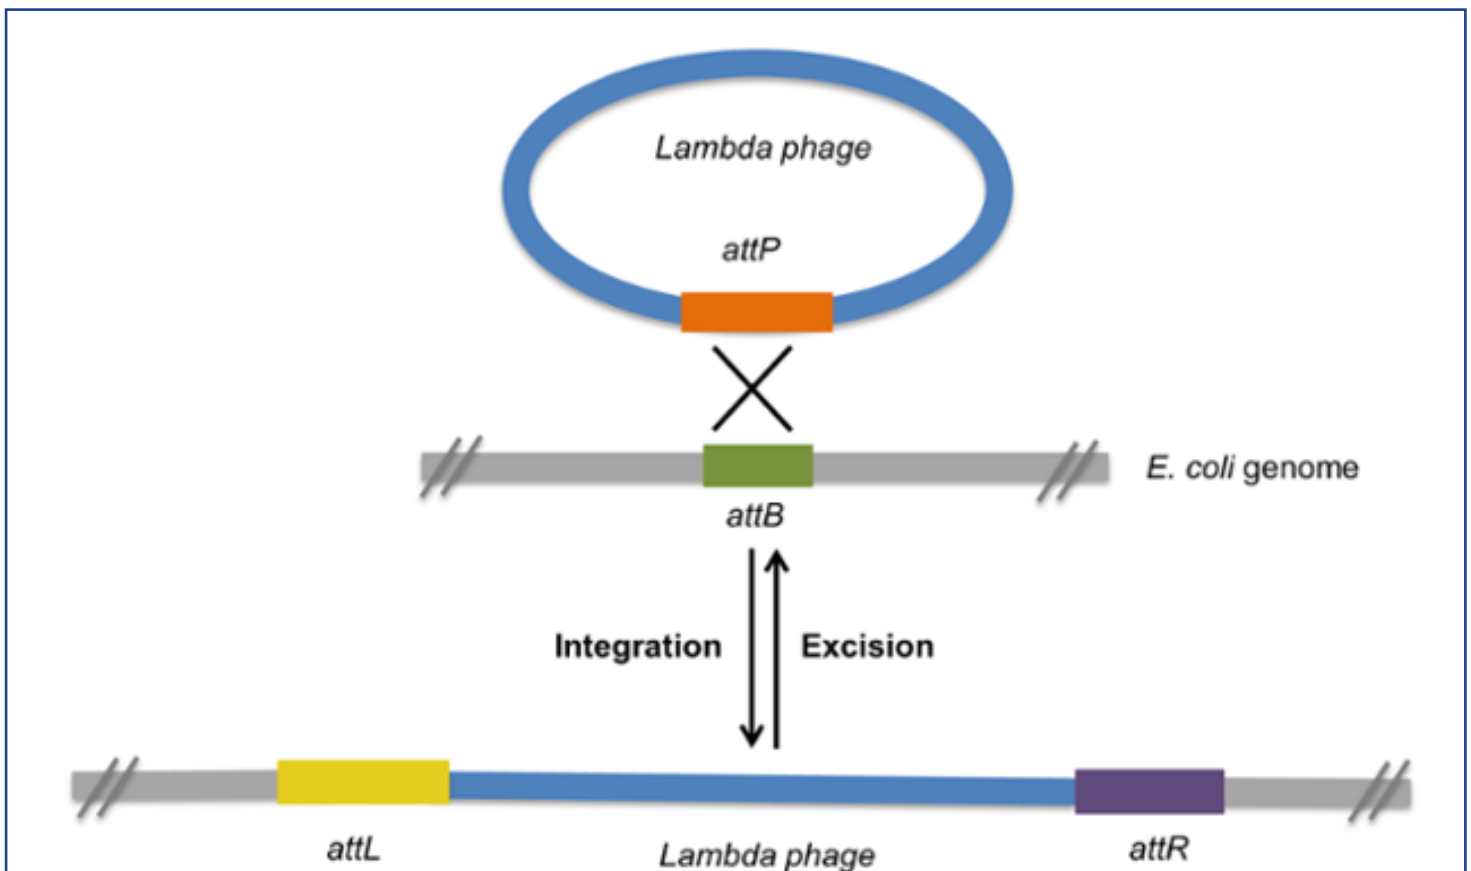 Lambda phage
attP
E. coli genome
attB
Integration Excision
attL Lambda phage attR